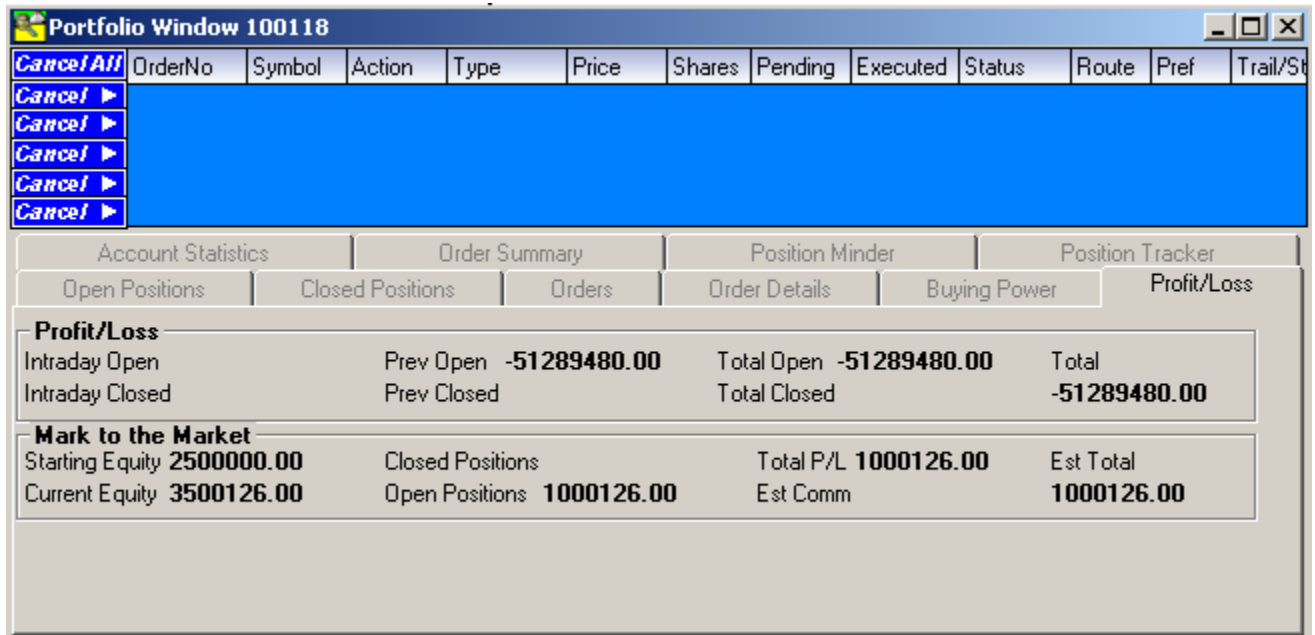 Portfolio Window 100118
Cancel All OrderNo Symbol Action Type Price Shares Pending Executed Status Route Pref Trail/St
Cancel
Cancel
Cancel
Cancel
Cancel
Account Statistics Order Summary Position Minder Position Tracker
Open Positions Closed Positions Orders Order Details Buying Power Profit/Loss
Profit/Loss
Intraday Open Prev Open -51289480.00 Total Open -51289480.00 Total
Intraday Closed Prev Closed Total Closed -51289480.00
Mark to the Market
Starting Equity 2500000.00 Closed Positions Total P/L 1000126.00 Est Total
Current Equity 3500126.00 Open Positions 1000126.00 Est Comm 1000126.00